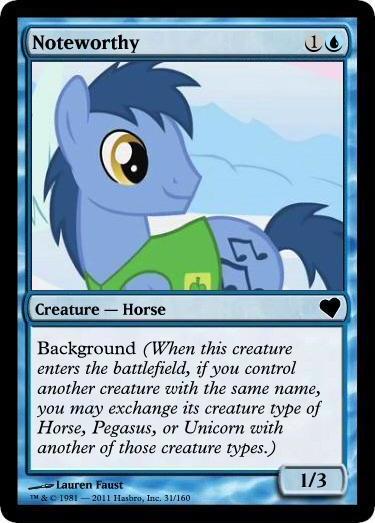 Noteworthy 1
Creature — Horse
Background (When this creature
enters the battlefield, if you control
another creature with the same name,
you may exchange its creature type of
Horse, Pegasus, or Unicorn with
another of those creature types.)
1/3
Lauren Faust
™ & © 1981 — 2011 Hasbro, Inc. 31/160